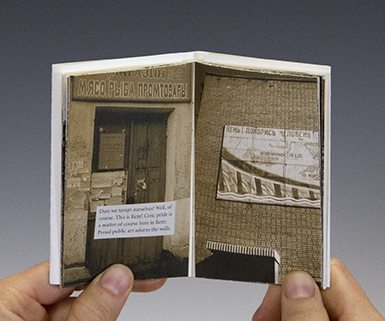 МАГАЗИН
МЯСО РЫБА ПРОМТОВАРЫ
Dare we tempt ourselves? Well, of
course. This is Kem! Civic pride is
a matter of course here in Kem:
Proud public art adorns the walls.
КЕМЬ! ПОКОРИСЬ ЧЕЛОВЕКУ!